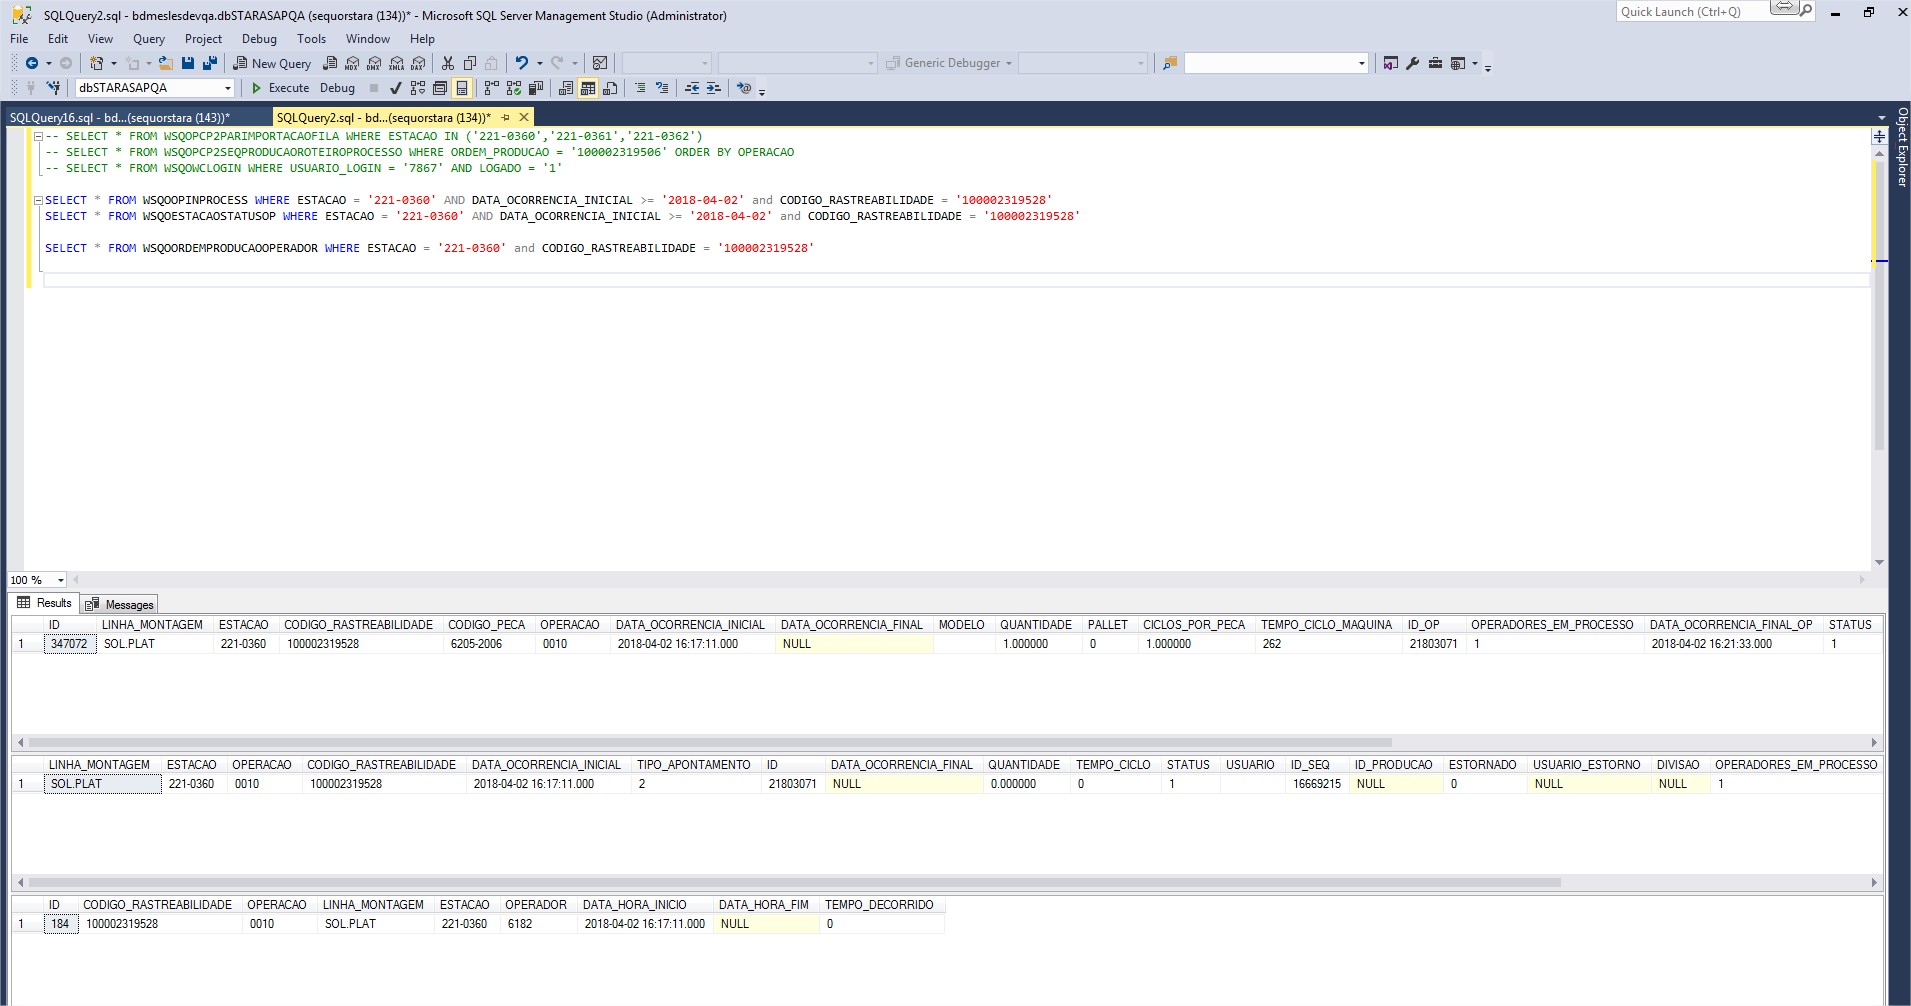 SQLQuery2.sql - bdmeslesdevqa.dbSTARASAPQA (sequorstara (134))* - Microsoft SQL Server Management Studio (Administrator)
Quick Launch (Ctrl+Q)
File Edit View Query Project Debug Tools Window Help
New Query MDX DMX XMLA DAX Generic Debugger
dbSTARASAPQA Execute Debug
SQLQuery16.sql - bd...(sequorstara (143))* SQLQuery2.sql - bd...(sequorstara (134))*
Object Explorer
-- SELECT * FROM WSQOPCP2PARIMPORTACAOFILA WHERE ESTACAO IN ('221-0360','221-0361','221-0362')
-- SELECT * FROM WSQOPCP2SEQPRODUCAOROTEIROPROCESSO WHERE ORDEM_PRODUCAO = '100002319506' ORDER BY OPERACAO
-- SELECT * FROM WSQOWCLOGIN WHERE USUARIO_LOGIN = '7867' AND LOGADO = '1'
SELECT * FROM WSQOOPINPROCESS WHERE ESTACAO = '221-0360' AND DATA_OCORRENCIA_INICIAL >= '2018-04-02' and CODIGO_RASTREABILIDADE = '100002319528'
SELECT * FROM WSQOESTACAOSTATUSOP WHERE ESTACAO = '221-0360' AND DATA_OCORRENCIA_INICIAL >= '2018-04-02' and CODIGO_RASTREABILIDADE = '100002319528'
SELECT * FROM WSQOORDEMPRODUCAOOPERADOR WHERE ESTACAO = '221-0360' and CODIGO_RASTREABILIDADE = '100002319528'
100 %
Results Messages
ID LINHA_MONTAGEM ESTACAO CODIGO_RASTREABILIDADE CODIGO_PECA OPERACAO DATA_OCORRENCIA_INICIAL DATA_OCORRENCIA_FINAL MODELO QUANTIDADE PALLET CICLOS_POR_PECA TEMPO_CICLO_MAQUINA ID_OP OPERADORES_EM_PROCESSO DATA_OCORRENCIA_FINAL_OP STATUS
1 347072 SOL.PLAT 221-0360 100002319528 6205-2006 0010 2018-04-02 16:17:11.000 NULL 1.000000 0 1.000000 262 21803071 1 2018-04-02 16:21:33.000 1
LINHA_MONTAGEM ESTACAO OPERACAO CODIGO_RASTREABILIDADE DATA_OCORRENCIA_INICIAL TIPO_APONTAMENTO ID DATA_OCORRENCIA_FINAL QUANTIDADE TEMPO_CICLO STATUS USUARIO ID_SEQ ID_PRODUCAO ESTORNADO USUARIO_ESTORNO DIVISAO OPERADORES_EM_PROCESSO
1 SOL.PLAT 221-0360 0010 100002319528 2018-04-02 16:17:11.000 2 21803071 NULL 0.000000 0 1 16669215 NULL 0 NULL NULL 1
ID CODIGO_RASTREABILIDADE OPERACAO LINHA_MONTAGEM ESTACAO OPERADOR DATA_HORA_INICIO DATA_HORA_FIM TEMPO_DECORRIDO
1 184 100002319528 0010 SOL.PLAT 221-0360 6182 2018-04-02 16:17:11.000 NULL 0